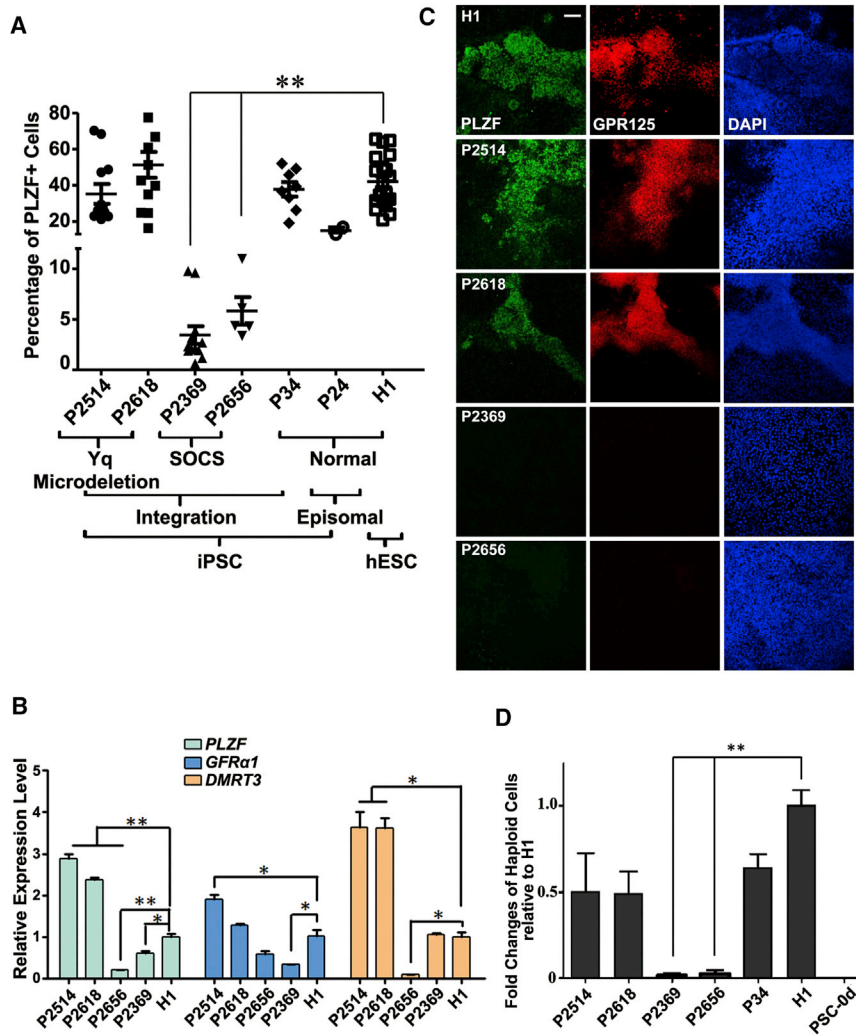 A
**
Percentage of PLZF+ Cells
80
60
40
20
10
5
0
P2514
P2618
P2369
P2656
P34
P24
H1
Yq
Microdeletion
SOCS
Normal
Integration
Episomal
iPSC
hESC
C
H1
PLZF
GPR125
DAPI
P2514
P2618
P2369
P2656
B
PLZF
GFRα1
DMRT3
Relative Expression Level
5
4
3
2
1
0
**
**
*
*
*
*
*
P2514
P2618
P2656
P2369
H1
P2514
P2618
P2656
P2369
H1
P2514
P2618
P2656
P2369
H1
D
**
Fold Changes of Haploid Cells
relative to H1
1.0
0.5
0
P2514
P2618
P2369
P2656
P34
H1
PSC-0d